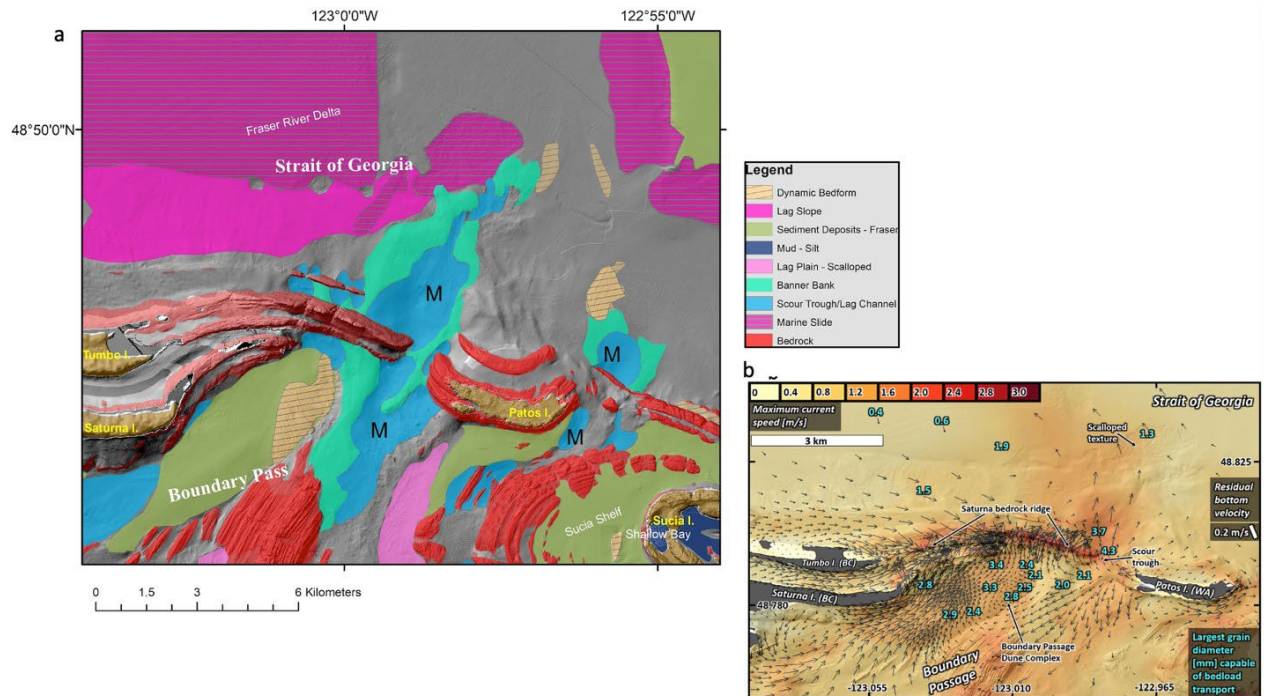 a
123°0'0"W
122°55'0"W
48°50'0"N
Fraser River Delta
Strait of Georgia
M
Tumbo I.
Saturna I.
M
Patos I.
M
M
Boundary Pass
Sucia Shelf
Sucia I.
Shallow Bay
0 1.5 3 6 Kilometers
Legend
Dynamic Bedform
Lag Slope
Sediment Deposits - Fraser
Mud - Silt
Lag Plain - Scalloped
Banner Bank
Scour Trough/Lag Channel
Marine Slide
Bedrock
b
0 0.4 0.8 1.2 1.6 2.0 2.4 2.8 3.0
Maximum current
speed [m/s]
3 km
0.4
0.6
1.9
1.3
1.5
Strait of Georgia
Scalloped
texture
48.825
Residual
bottom
velocity
0.2 m/s
Saturna bedrock ridge
3.7
4.3
Scour
trough
Tumbo I. (BC)
Saturna I. (BC)
Patos I. (WA)
2.8
3.4
2.4
2.1
3.3
2.5
2.0
2.1
2.8
2.9
2.4
48.780
Boundary Passage
Dune Complex
Boundary
Passage
Largest grain
diameter
[mm] capable
of bedload
transport
-123.055
-123.010
-122.965